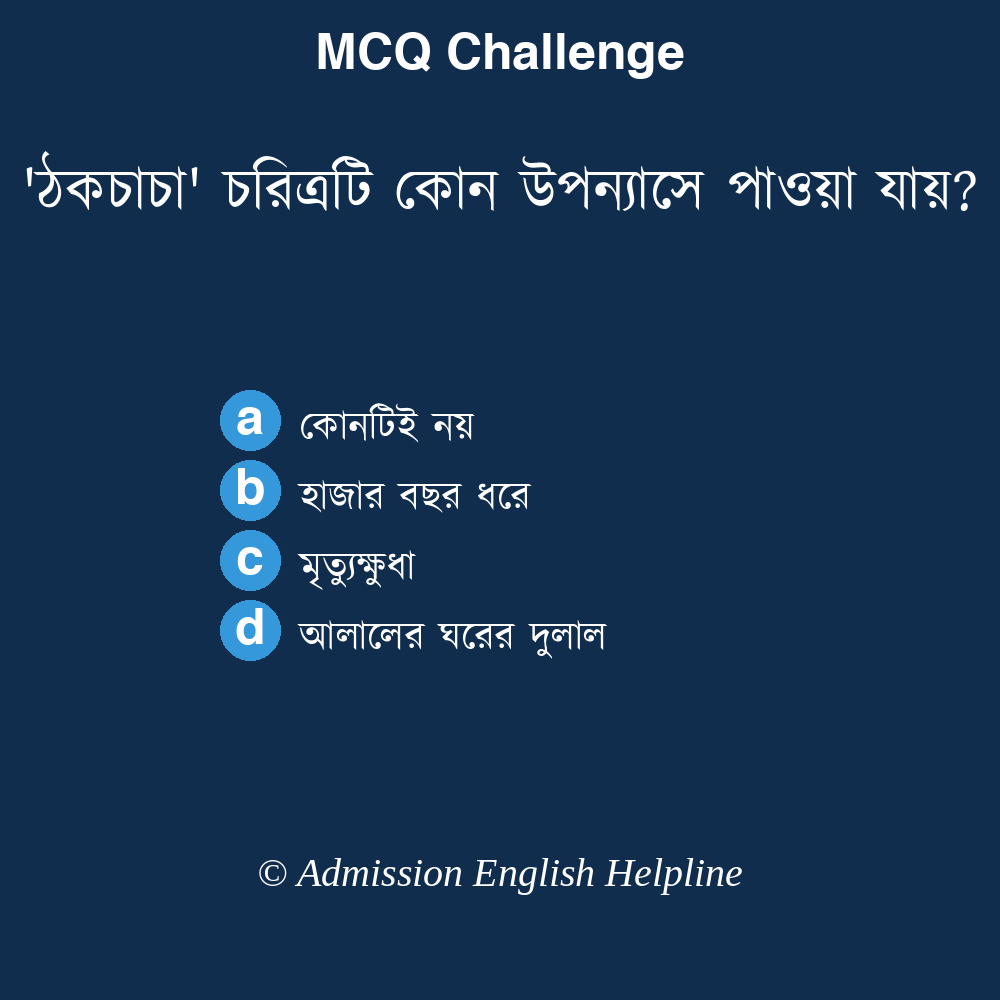 MCQ Challenge
'ঠকচাচা' চরিত্রটি কোন উপন্যাসে পাওয়া যায়?
a কোনটিই নয়
b হাজার বছর ধরে
c মৃত্যুক্ষুধা
d আলালের ঘরের দুলাল
© Admission English Helpline